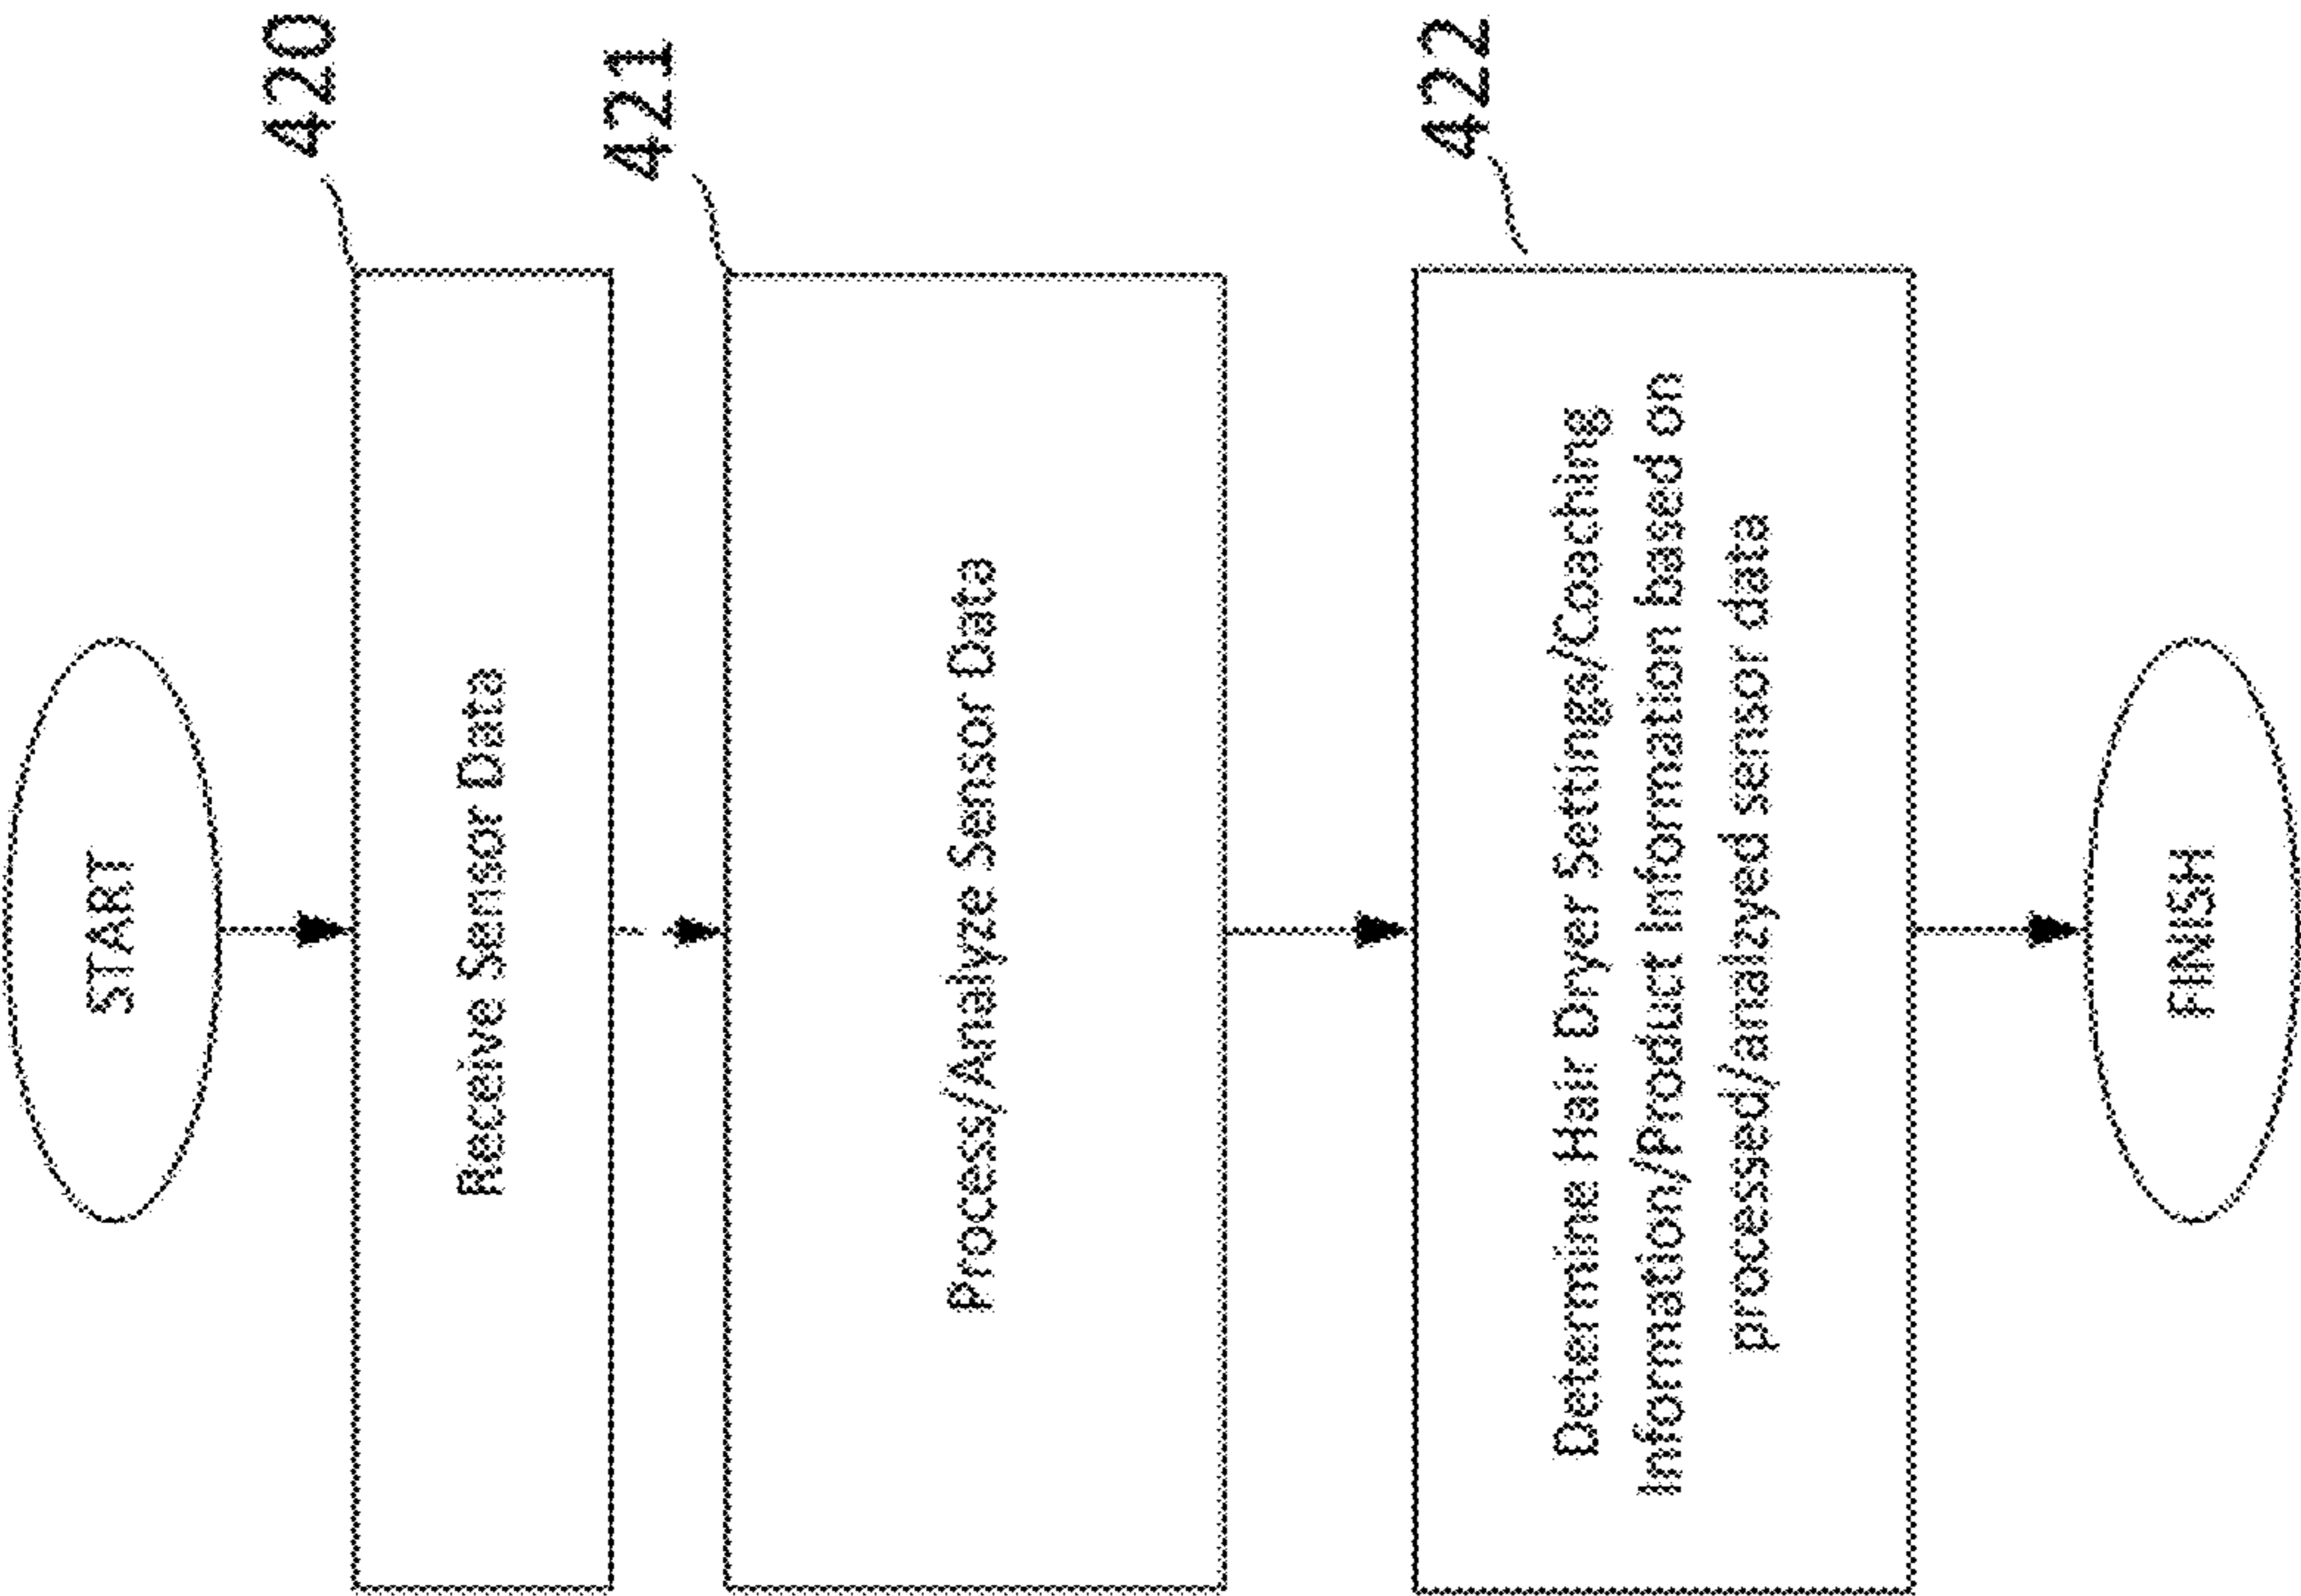 START
420
Receive Sensor Data
421
Process/Analyze Sensor Data
422
Determine Hair Dryer Settings/Coaching
Information/Product Information based on
processed/analzyed sensor data
FINISH